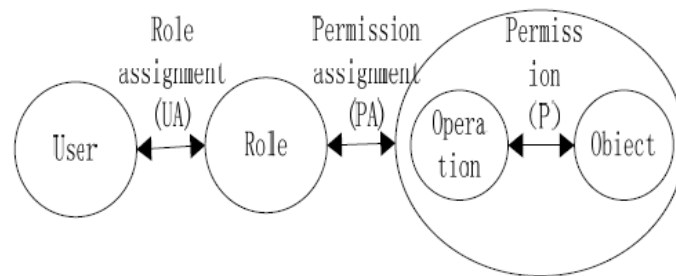 Role
assignment
(UA)
Permission
assignment
(PA)
Permiss
ion
(P)
User
Role
Opera
tion
Obiect